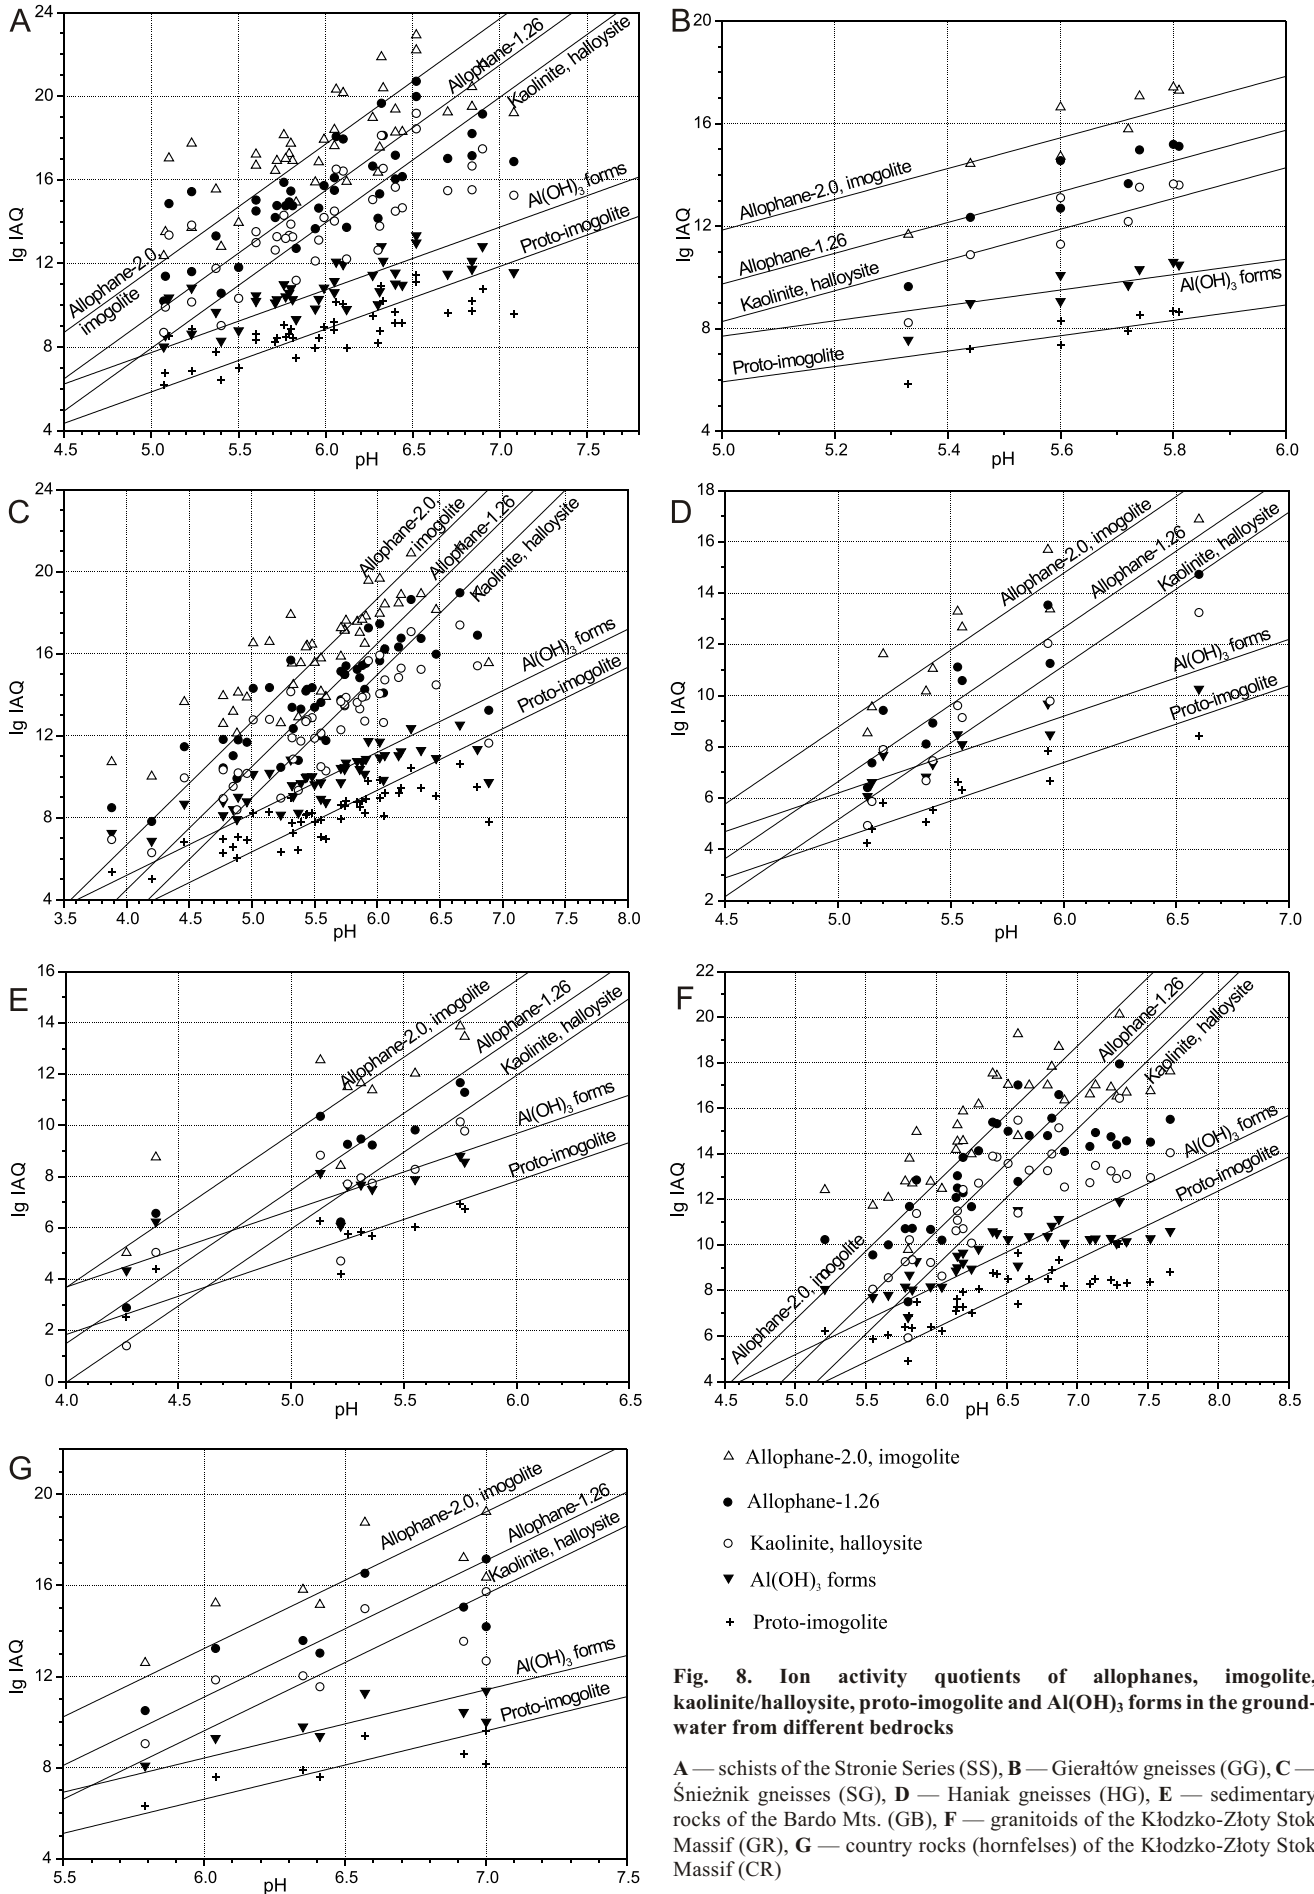 A
24
20
16
12
8
4
lg IAQ
4.5 5.0 5.5 6.0 6.5 7.0 7.5
pH
Allophane-2.0
imogolite
Allophane-1.26
Kaolinite, halloysite
Al(OH)₃ forms
Proto-imogolite
B
20
16
12
8
4
lg IAQ
5.0 5.2 5.4 5.6 5.8 6.0
pH
Allophane-2.0, imogolite
Allophane-1.26
Kaolinite, halloysite
Al(OH)₃ forms
Proto-imogolite
C
24
20
16
12
8
4
lg IAQ
3.5 4.0 4.5 5.0 5.5 6.0 6.5 7.0 7.5 8.0
pH
Allophane-2.0,
imogolite
Allophane-1.26
Kaolinite, halloysite
Al(OH)₃ forms
Proto-imogolite
D
18
16
14
12
10
8
6
4
2
lg IAQ
4.5 5.0 5.5 6.0 6.5 7.0
pH
Allophane-2.0, imogolite
Allophane-1.26
Kaolinite, halloysite
Al(OH)₃ forms
Proto-imogolite
E
16
14
12
10
8
6
4
2
0
lg IAQ
4.0 4.5 5.0 5.5 6.0 6.5
pH
Allophane-2.0, imogolite
Allophane-1.26
Kaolinite, halloysite
Al(OH)₃ forms
Proto-imogolite
F
22
20
18
16
14
12
10
8
6
4
lg IAQ
4.5 5.0 5.5 6.0 6.5 7.0 7.5 8.0 8.5
pH
Allophane-2.0, imogolite
Allophane-1.26
Kaolinite, halloysite
Al(OH)₃ forms
Proto-imogolite
G
20
16
12
8
4
lg IAQ
5.5 6.0 6.5 7.0 7.5
pH
Allophane-2.0, imogolite
Allophane-1.26
Kaolinite, halloysite
Al(OH)₃ forms
Proto-imogolite
△ Allophane-2.0, imogolite
● Allophane-1.26
○ Kaolinite, halloysite
▼ Al(OH)₃ forms
+ Proto-imogolite
Fig. 8. Ion activity quotients of allophanes, imogolite,
kaolinite/halloysite, proto-imogolite and Al(OH)₃ forms in the ground-
water from different bedrocks
A — schists of the Stronie Series (SS), B — Gierałtów gneisses (GG), C —
Śnieżnik gneisses (SG), D — Haniak gneisses (HG), E — sedimentary
rocks of the Bardo Mts. (GB), F — granitoids of the Kłodzko-Złoty Stok
Massif (GR), G — country rocks (hornfelses) of the Kłodzko-Złoty Stok
Massif (CR)